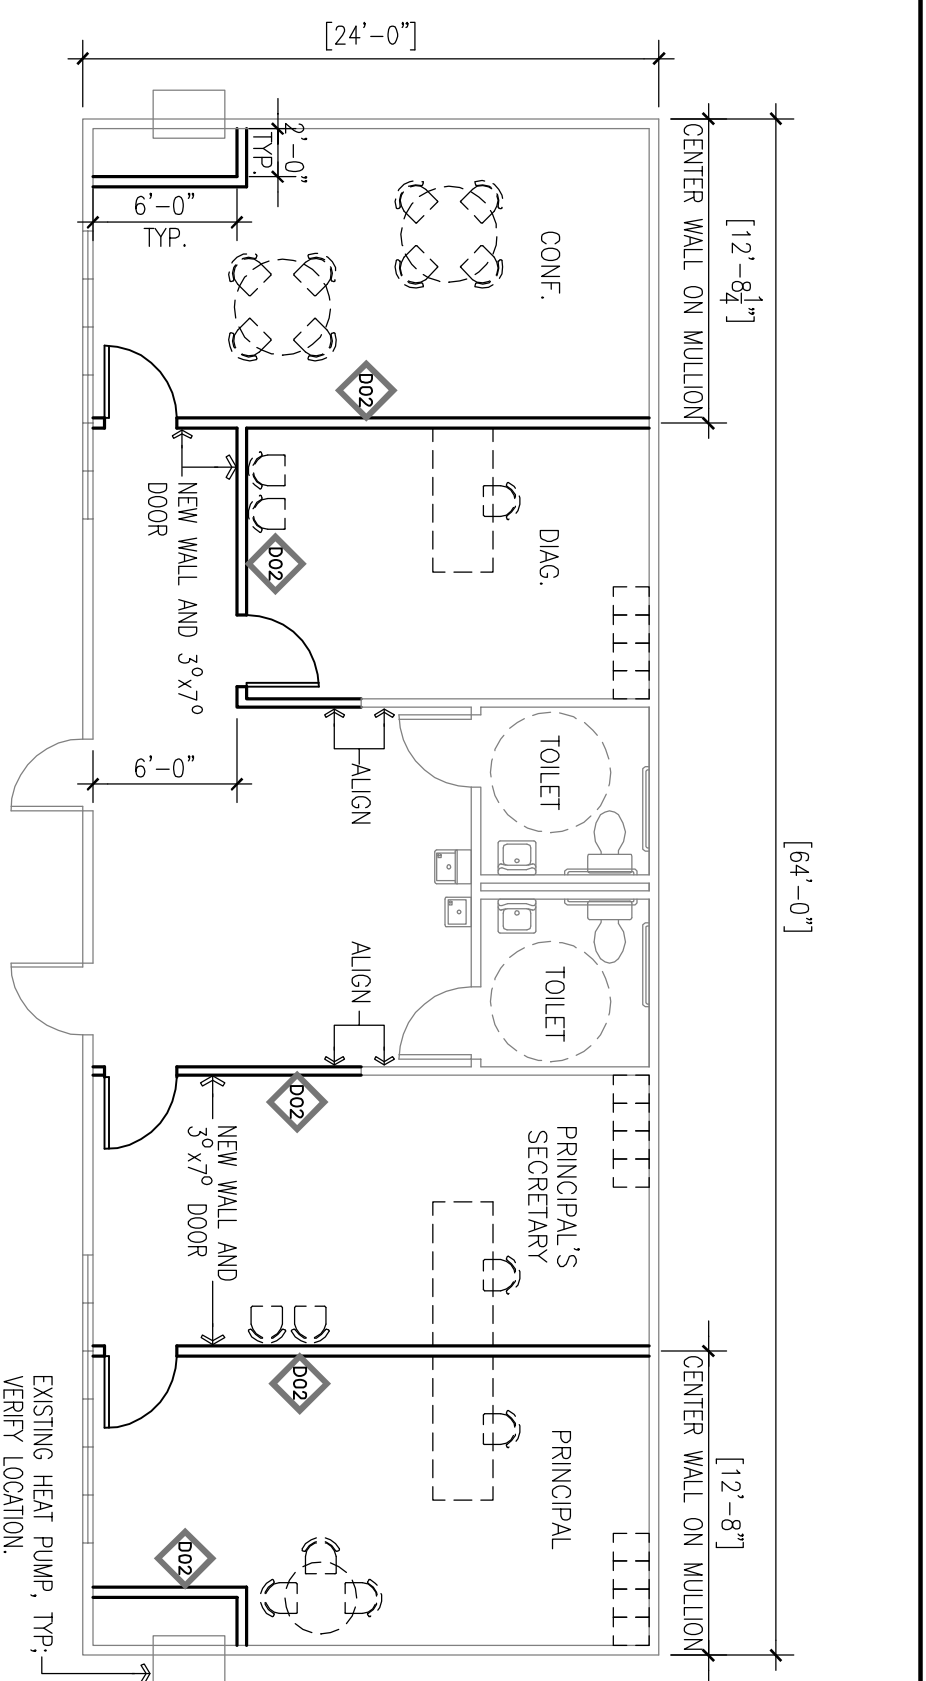 [64'-0"]
[12'-8 1/4"]
CENTER WALL ON MULLION
[12'-8"]
CENTER WALL ON MULLION
[24'-0"]
CONF.
DIAG.
TOILET
TOILET
PRINCIPAL'S
SECRETARY
PRINCIPAL
D02
D02
D02
D02
D02
ALIGN
ALIGN
2'-0"
TYP.
6'-0"
TYP.
NEW WALL AND 3⁰x7⁰
DOOR
6'-0"
NEW WALL AND
3⁰x7⁰ DOOR
EXISTING HEAT PUMP, TYP;
VERIFY LOCATION.